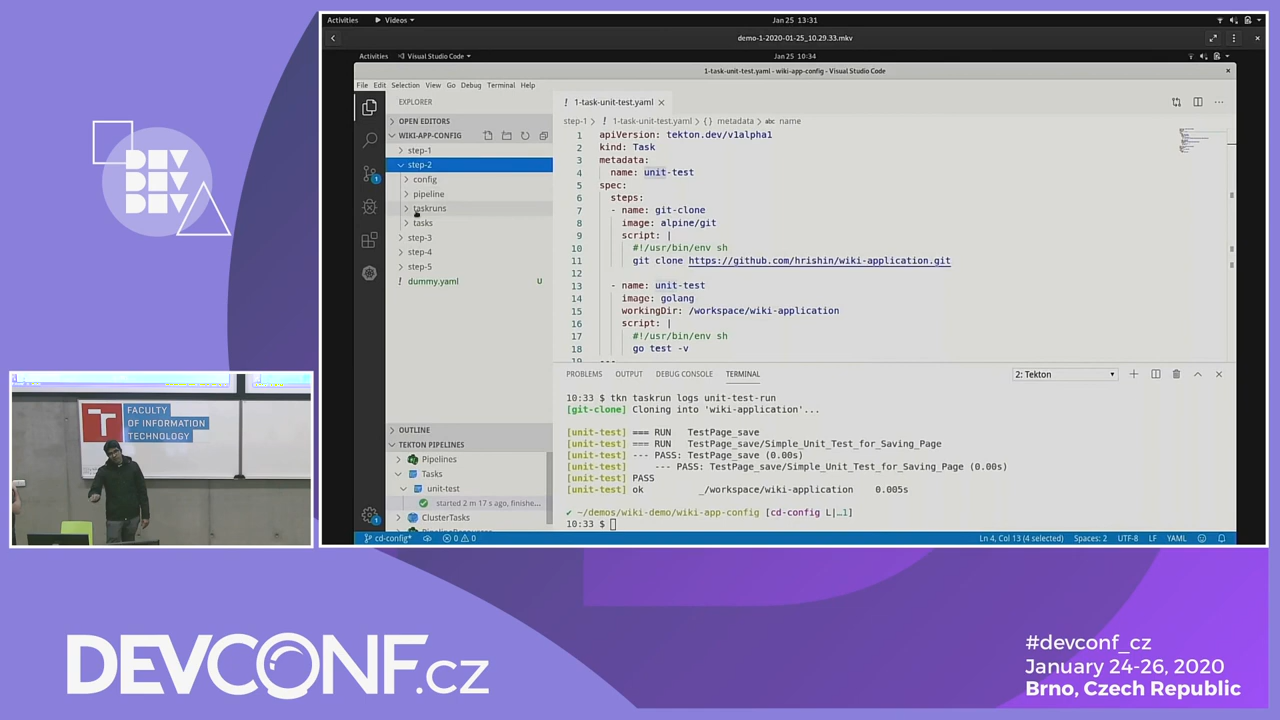 Activities Videos Jan 25 13:31
demo-1-2020-01-25_10.29.33.mkv
Activities Visual Studio Code Jan 25 10:34
1-task-unit-test.yaml - wiki-app-config - Visual Studio Code
File Edit Selection View Go Debug Terminal Help
EXPLORER
OPEN EDITORS
WIKI-APP-CONFIG
step-1
step-2
config
pipeline
taskruns
tasks
step-3
step-4
step-5
dummy.yaml U
OUTLINE
TEKTON PIPELINES
Pipelines
Tasks
unit-test
started 2 m 17 s ago, finishe...
ClusterTasks
1-task-unit-test.yaml
step-1 1-task-unit-test.yaml {} metadata abc name
1 apiVersion: tekton.dev/v1alpha1
2 kind: Task
3 metadata:
4 name: unit-test
5 spec:
6 steps:
7 - name: git-clone
8 image: alpine/git
9 script: |
10 #!/usr/bin/env sh
11 git clone https://github.com/hrishin/wiki-application.git
12
13 - name: unit-test
14 image: golang
15 workingDir: /workspace/wiki-application
16 script: |
17 #!/usr/bin/env sh
18 go test -v
19 ---
PROBLEMS OUTPUT DEBUG CONSOLE TERMINAL 2: Tekton
10:33 $ tkn taskrun logs unit-test-run
[git-clone] Cloning into 'wiki-application'...
[unit-test] === RUN TestPage_save
[unit-test] === RUN TestPage_save/Simple_Unit_Test_for_Saving_Page
[unit-test] --- PASS: TestPage_save (0.00s)
[unit-test] --- PASS: TestPage_save/Simple_Unit_Test_for_Saving_Page (0.00s)
[unit-test] PASS
[unit-test] ok _/workspace/wiki-application 0.005s
✔ ~/demos/wiki-demo/wiki-app-config [cd-config L|…1]
10:33 $
cd-config* 0 0 Ln 4, Col 13 (4 selected) Spaces: 2 UTF-8 LF YAML
DEV
DEV
FACULTY
OF INFORMATION
TECHNOLOGY
DEVCONF.cz
#devconf_cz
January 24-26, 2020
Brno, Czech Republic